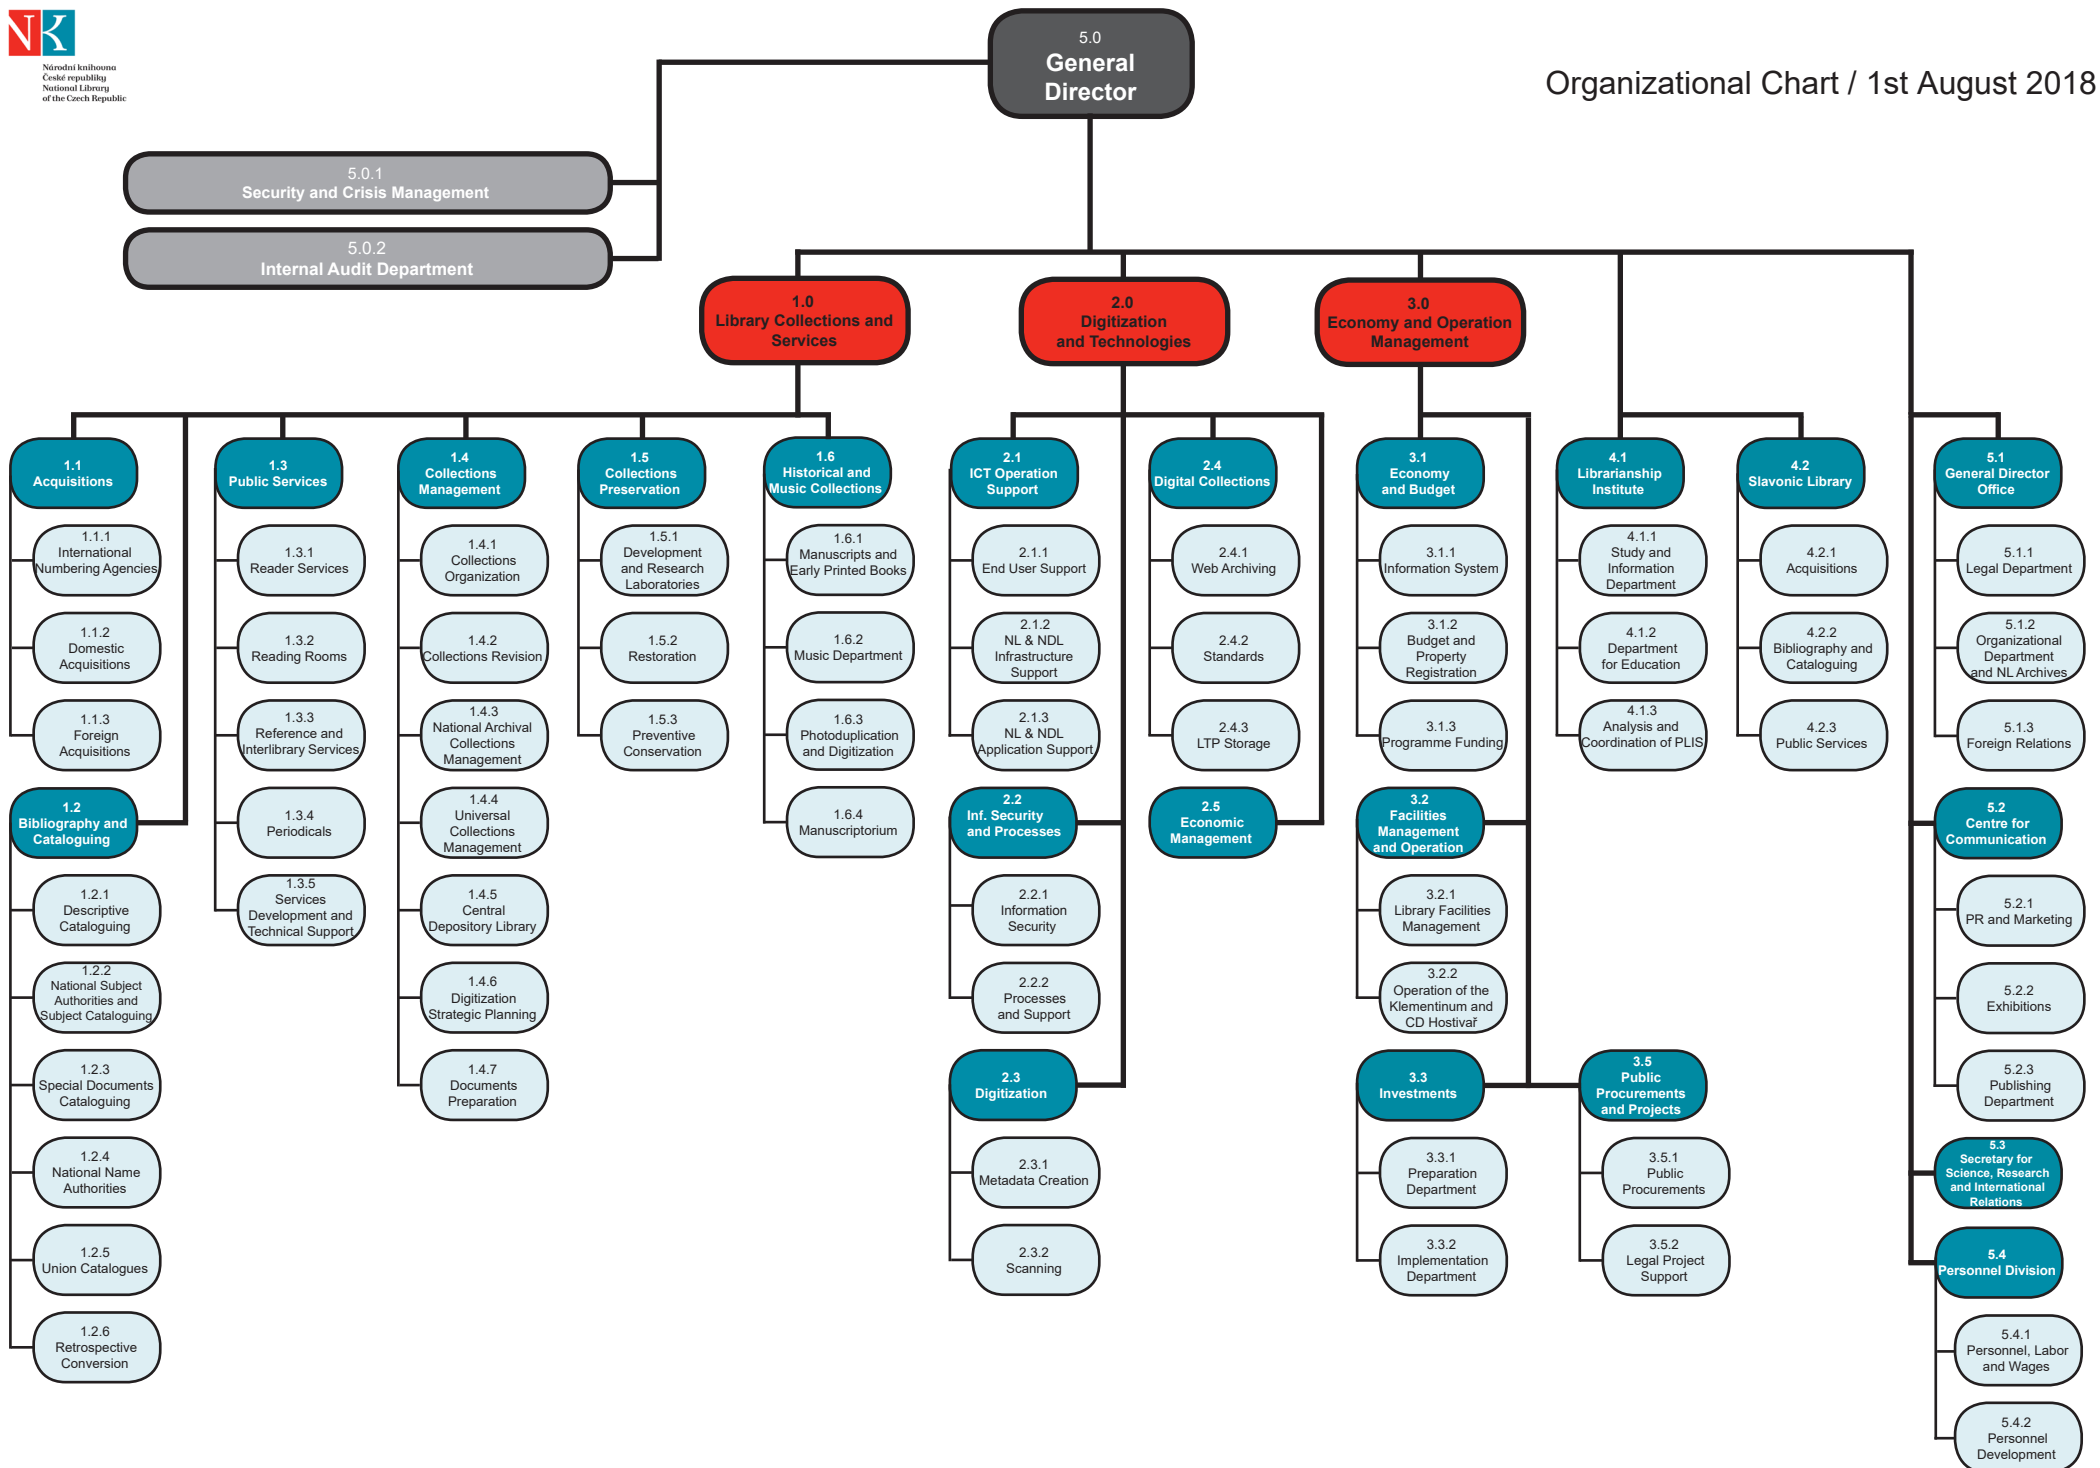 NK
Národní knihovna
České republiky
National Library
of the Czech Republic
Organizational Chart / 1st August 2018
5.0
General
Director
5.0.1
Security and Crisis Management
5.0.2
Internal Audit Department
1.0
Library Collections and
Services
2.0
Digitization
and Technologies
3.0
Economy and Operation
Management
1.1
Acquisitions
1.1.1
International
Numbering Agencies
1.1.2
Domestic
Acquisitions
1.1.3
Foreign
Acquisitions
1.2
Bibliography and
Cataloguing
1.2.1
Descriptive
Cataloguing
1.2.2
National Subject
Authorities and
Subject Cataloguing
1.2.3
Special Documents
Cataloguing
1.2.4
National Name
Authorities
1.2.5
Union Catalogues
1.2.6
Retrospective
Conversion
1.3
Public Services
1.3.1
Reader Services
1.3.2
Reading Rooms
1.3.3
Reference and
Interlibrary Services
1.3.4
Periodicals
1.3.5
Services
Development and
Technical Support
1.4
Collections
Management
1.4.1
Collections
Organization
1.4.2
Collections Revision
1.4.3
National Archival
Collections
Management
1.4.4
Universal
Collections
Management
1.4.5
Central
Depository Library
1.4.6
Digitization
Strategic Planning
1.4.7
Documents
Preparation
1.5
Collections
Preservation
1.5.1
Development
and Research
Laboratories
1.5.2
Restoration
1.5.3
Preventive
Conservation
1.6
Historical and
Music Collections
1.6.1
Manuscripts and
Early Printed Books
1.6.2
Music Department
1.6.3
Photoduplication
and Digitization
1.6.4
Manuscriptorium
2.1
ICT Operation
Support
2.1.1
End User Support
2.1.2
NL & NDL
Infrastructure
Support
2.1.3
NL & NDL
Application Support
2.2
Inf. Security
and Processes
2.2.1
Information
Security
2.2.2
Processes
and Support
2.3
Digitization
2.3.1
Metadata Creation
2.3.2
Scanning
2.4
Digital Collections
2.4.1
Web Archiving
2.4.2
Standards
2.4.3
LTP Storage
2.5
Economic
Management
3.1
Economy
and Budget
3.1.1
Information System
3.1.2
Budget and
Property
Registration
3.1.3
Programme Funding
3.2
Facilities
Management
and Operation
3.2.1
Library Facilities
Management
3.2.2
Operation of the
Klementinum and
CD Hostivař
3.3
Investments
3.3.1
Preparation
Department
3.3.2
Implementation
Department
3.5
Public
Procurements
and Projects
3.5.1
Public
Procurements
3.5.2
Legal Project
Support
4.1
Librarianship
Institute
4.1.1
Study and
Information
Department
4.1.2
Department
for Education
4.1.3
Analysis and
Coordination of PLIS
4.2
Slavonic Library
4.2.1
Acquisitions
4.2.2
Bibliography and
Cataloguing
4.2.3
Public Services
5.1
General Director
Office
5.1.1
Legal Department
5.1.2
Organizational
Department
and NL Archives
5.1.3
Foreign Relations
5.2
Centre for
Communication
5.2.1
PR and Marketing
5.2.2
Exhibitions
5.2.3
Publishing
Department
5.3
Secretary for
Science, Research
and International
Relations
5.4
Personnel Division
5.4.1
Personnel, Labor
and Wages
5.4.2
Personnel
Development